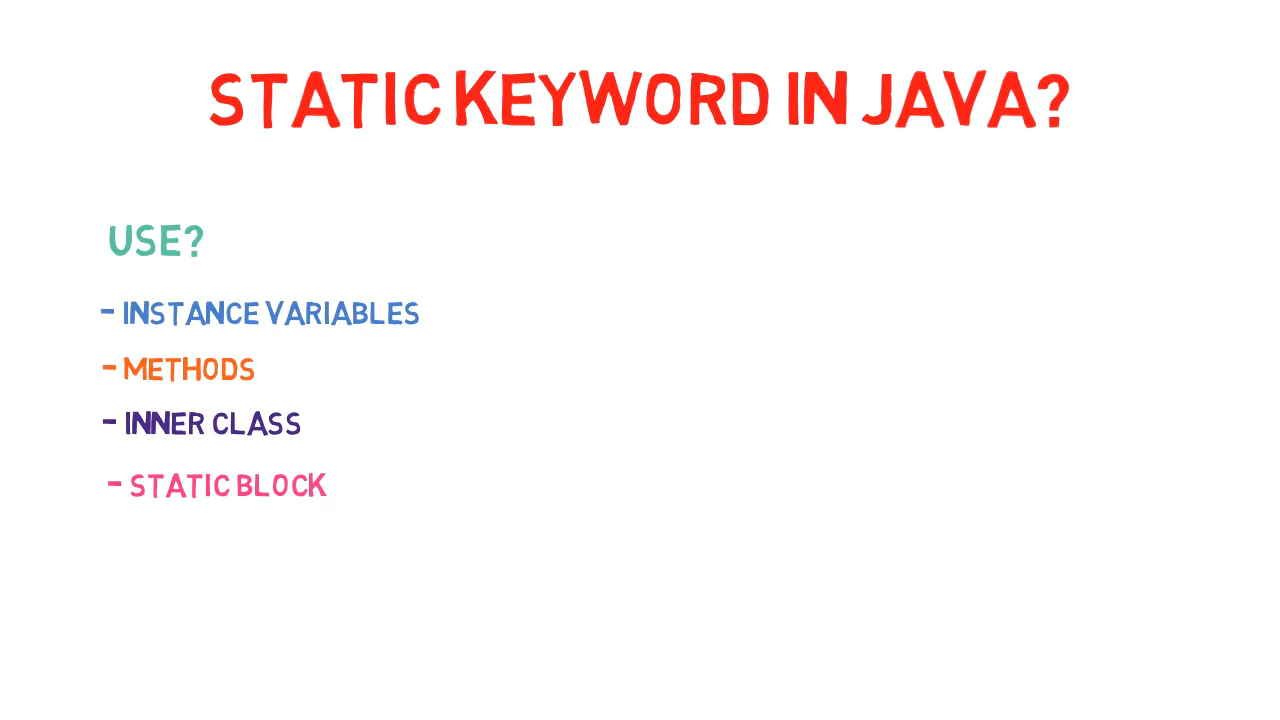 STATIC KEYWORD IN JAVA?
USE?
- INSTANCE VARIABLES
- METHODS
- INNER CLASS
- STATIC BLOCK